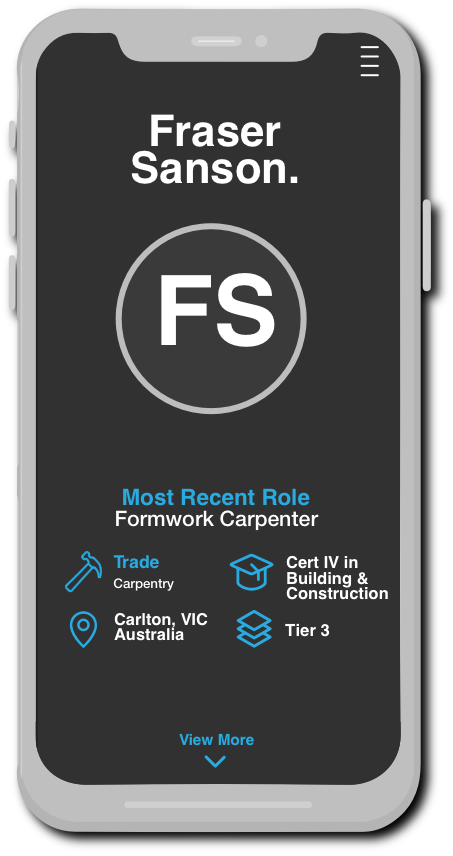 Fraser
Sanson.
FS
Most Recent Role
Formwork Carpenter
Trade
Carpentry
Cert IV in
Building &
Construction
Carlton, VIC
Australia
Tier 3
View More